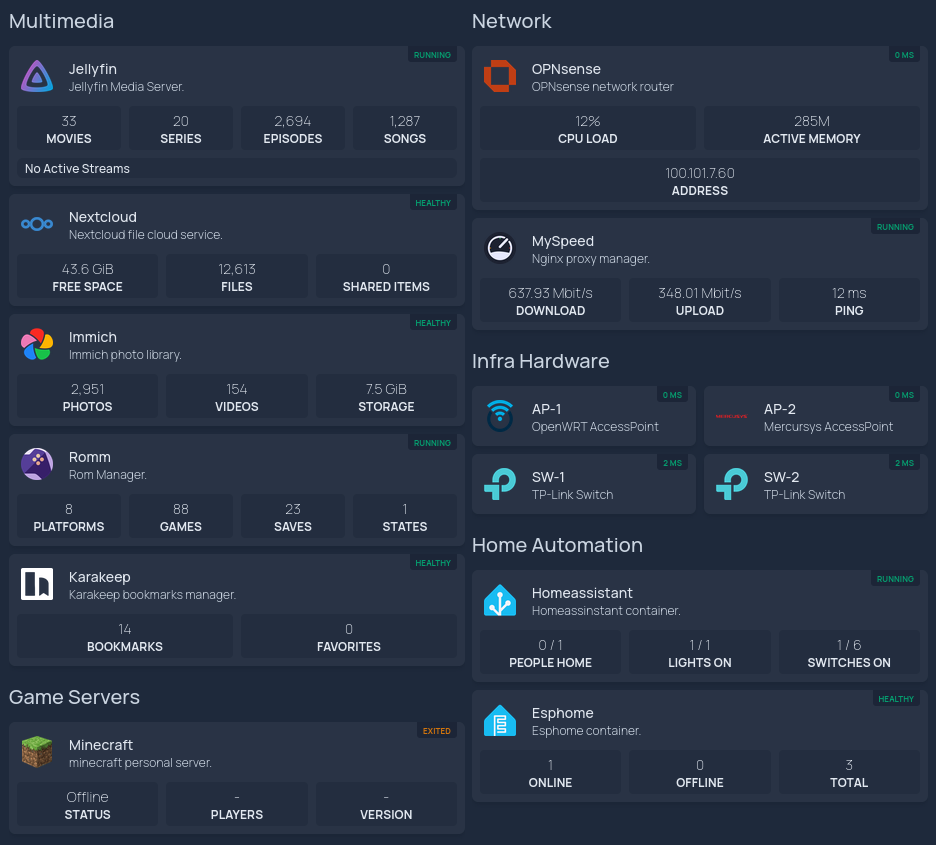 Multimedia
RUNNING
Jellyfin
Jellyfin Media Server.
33 20 2,694 1,287
MOVIES SERIES EPISODES SONGS
No Active Streams
HEALTHY
Nextcloud
Nextcloud file cloud service.
43.6 GiB 12,613 0
FREE SPACE FILES SHARED ITEMS
HEALTHY
Immich
Immich photo library.
2,951 154 7.5 GiB
PHOTOS VIDEOS STORAGE
RUNNING
Romm
Rom Manager.
8 88 23 1
PLATFORMS GAMES SAVES STATES
HEALTHY
Karakeep
Karakeep bookmarks manager.
14 0
BOOKMARKS FAVORITES
Game Servers
EXITED
Minecraft
minecraft personal server.
Offline - -
STATUS PLAYERS VERSION
Network
0 MS
OPNsense
OPNsense network router
12% 285M
CPU LOAD ACTIVE MEMORY
100.101.7.60
ADDRESS
RUNNING
MySpeed
Nginx proxy manager.
637.93 Mbit/s 348.01 Mbit/s 12 ms
DOWNLOAD UPLOAD PING
Infra Hardware
0 MS 0 MS
AP-1 AP-2
OpenWRT AccessPoint Mercursys AccessPoint
2 MS 2 MS
SW-1 SW-2
TP-Link Switch TP-Link Switch
Home Automation
RUNNING
Homeassistant
Homeassinstant container.
0 / 1 1 / 1 1 / 6
PEOPLE HOME LIGHTS ON SWITCHES ON
HEALTHY
Esphome
Esphome container.
1 0 3
ONLINE OFFLINE TOTAL